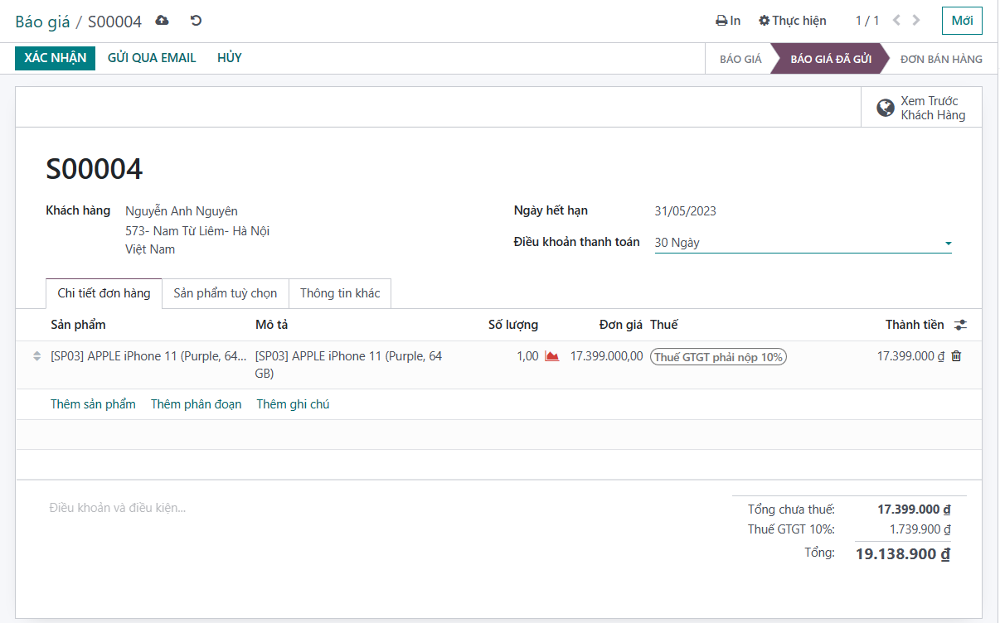 Báo giá / S00004
In
Thực hiện
1 / 1
Mới
XÁC NHẬN
GỬI QUA EMAIL
HỦY
BÁO GIÁ
BÁO GIÁ ĐÃ GỬI
ĐƠN BÁN HÀNG
Xem Trước
Khách Hàng
S00004
Khách hàng
Nguyễn Anh Nguyên
573- Nam Từ Liêm- Hà Nội
Việt Nam
Ngày hết hạn
31/05/2023
Điều khoản thanh toán
30 Ngày
Chi tiết đơn hàng
Sản phẩm tuỳ chọn
Thông tin khác
Sản phẩm
Mô tả
Số lượng
Đơn giá
Thuế
Thành tiền
[SP03] APPLE iPhone 11 (Purple, 64...
[SP03] APPLE iPhone 11 (Purple, 64
GB)
1,00
17.399.000,00
Thuế GTGT phải nộp 10%
17.399.000 ₫
Thêm sản phẩm
Thêm phân đoạn
Thêm ghi chú
Điều khoản và điều kiện...
Tổng chưa thuế:
17.399.000 ₫
Thuế GTGT 10%:
1.739.900 ₫
Tổng:
19.138.900 ₫